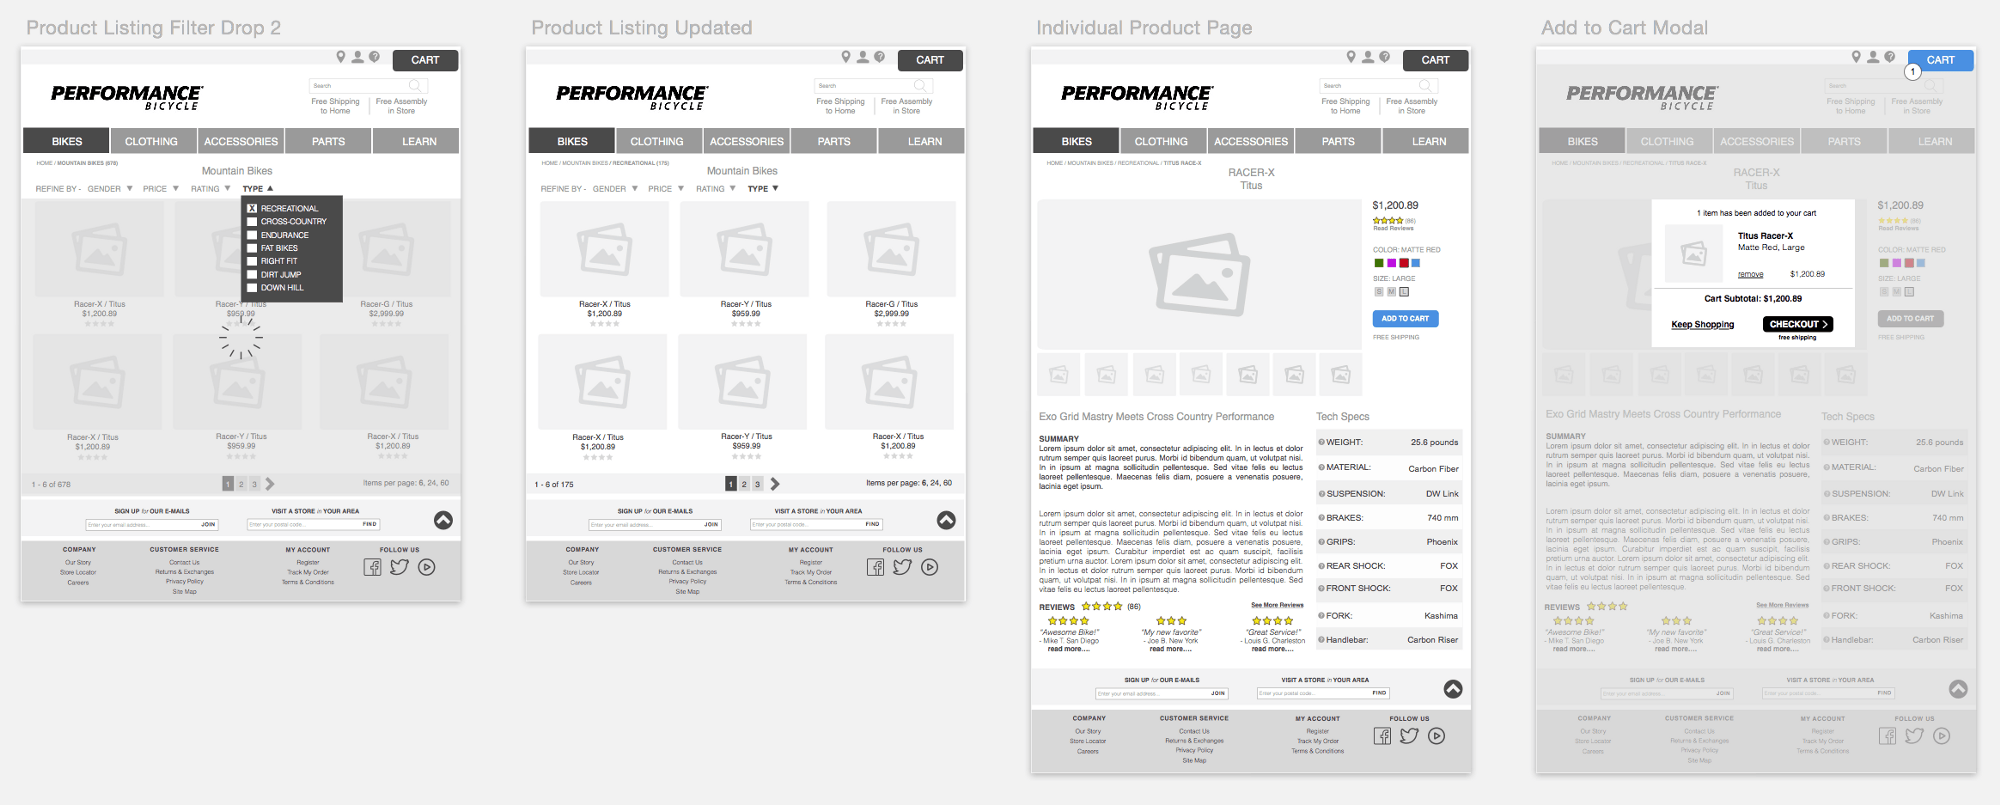 Product Listing Filter Drop 2
CART
PERFORMANCE
BICYCLE
Search
Free Shipping
to Home
Free Assembly
in Store
BIKES CLOTHING ACCESSORIES PARTS LEARN
HOME / MOUNTAIN BIKES (678)
Mountain Bikes
REFINE BY - GENDER ▼ PRICE ▼ RATING ▼ TYPE ▲
X RECREATIONAL
CROSS-COUNTRY
ENDURANCE
FAT BIKES
RIGHT FIT
DIRT JUMP
DOWN HILL
Racer-X / Titus Racer-Y / Titus Racer-G / Titus
$1,200.89 $959.99 $2,999.99
Racer-X / Titus Racer-Y / Titus Racer-X / Titus
$1,200.89 $959.99 $1,200.89
1 - 6 of 678 1 2 3 Items per page: 6, 24, 60
SIGN UP for OUR E-MAILS VISIT A STORE in YOUR AREA
Enter your email address... JOIN Enter your postal code... FIND
COMPANY CUSTOMER SERVICE MY ACCOUNT FOLLOW US
Our Story Contact Us Register
Store Locator Returns & Exchanges Track My Order
Careers Privacy Policy Terms & Conditions
Site Map
Product Listing Updated
CART
PERFORMANCE
BICYCLE
Search
Free Shipping
to Home
Free Assembly
in Store
BIKES CLOTHING ACCESSORIES PARTS LEARN
HOME / MOUNTAIN BIKES / RECREATIONAL (175)
Mountain Bikes
REFINE BY - GENDER ▼ PRICE ▼ RATING ▼ TYPE ▼
Racer-X / Titus Racer-Y / Titus Racer-G / Titus
$1,200.89 $959.99 $2,999.99
Racer-X / Titus Racer-Y / Titus Racer-X / Titus
$1,200.89 $959.99 $1,200.89
1 - 6 of 175 1 2 3 Items per page: 6, 24, 60
SIGN UP for OUR E-MAILS VISIT A STORE in YOUR AREA
Enter your email address... JOIN Enter your postal code... FIND
COMPANY CUSTOMER SERVICE MY ACCOUNT FOLLOW US
Our Story Contact Us Register
Store Locator Returns & Exchanges Track My Order
Careers Privacy Policy Terms & Conditions
Site Map
Individual Product Page
CART
PERFORMANCE
BICYCLE
Search
Free Shipping
to Home
Free Assembly
in Store
BIKES CLOTHING ACCESSORIES PARTS LEARN
HOME / MOUNTAIN BIKES / RECREATIONAL / TITUS RACE-X
RACER-X
Titus
$1,200.89
(86)
Read Reviews
COLOR: MATTE RED
SIZE: LARGE
S M L
ADD TO CART
FREE SHIPPING
Exo Grid Mastry Meets Cross Country Performance
SUMMARY
Lorem ipsum dolor sit amet, consectetur adipiscing elit. In in lectus et dolor
rutrum semper quis laoreet purus. Morbi id bibendum quam, ut volutpat nisi.
In in ipsum at magna sollicitudin pellentesque. Sed vitae felis eu lectus
laoreet pellentesque. Maecenas felis diam, posuere a venenatis posuere,
lacinia eget ipsum.
Lorem ipsum dolor sit amet, consectetur adipiscing elit. In in lectus et dolor
rutrum semper quis laoreet purus. Morbi id bibendum quam, ut volutpat nisi.
In in ipsum at magna sollicitudin pellentesque. Sed vitae felis eu lectus
laoreet pellentesque. Maecenas felis diam, posuere a venenatis posuere,
lacinia eget ipsum. Curabitur imperdiet est ac quam suscipit, facilisis
pretium urna auctor. Lorem ipsum dolor sit amet, consectetur adipiscing elit.
In in lectus et dolor rutrum semper quis laoreet purus. Morbi id bibendum
quam, ut volutpat nisi. In in ipsum at magna sollicitudin pellentesque. Sed
vitae felis eu lectus laoreet pellentesque.
REVIEWS (86) See More Reviews
"Awesome Bike!" "My new favorite" "Great Service!"
- Mike T. San Diego - Joe B. New York - Louis G. Charleston
read more.... read more.... read more....
Tech Specs
WEIGHT: 25.6 pounds
MATERIAL: Carbon Fiber
SUSPENSION: DW Link
BRAKES: 740 mm
GRIPS: Phoenix
REAR SHOCK: FOX
FRONT SHOCK: FOX
FORK: Kashima
Handlebar: Carbon Riser
SIGN UP for OUR E-MAILS VISIT A STORE in YOUR AREA
Enter your email address... JOIN Enter your postal code... FIND
COMPANY CUSTOMER SERVICE MY ACCOUNT FOLLOW US
Our Story Contact Us Register
Store Locator Returns & Exchanges Track My Order
Careers Privacy Policy Terms & Conditions
Site Map
Add to Cart Modal
CART
1
PERFORMANCE
BICYCLE
Search
Free Shipping
to Home
Free Assembly
in Store
BIKES CLOTHING ACCESSORIES PARTS LEARN
HOME / MOUNTAIN BIKES / RECREATIONAL / TITUS RACE-X
RACER-X
Titus
1 item has been added to your cart
Titus Racer-X
Matte Red, Large
remove $1,200.89
Cart Subtotal: $1,200.89
Keep Shopping CHECKOUT >
free shipping
$1,200.89
(86)
Read Reviews
COLOR: MATTE RED
SIZE: LARGE
S M L
ADD TO CART
FREE SHIPPING
Exo Grid Mastry Meets Cross Country Performance
SUMMARY
Lorem ipsum dolor sit amet, consectetur adipiscing elit. In in lectus et dolor
rutrum semper quis laoreet purus. Morbi id bibendum quam, ut volutpat nisi.
In in ipsum at magna sollicitudin pellentesque. Sed vitae felis eu lectus
laoreet pellentesque. Maecenas felis diam, posuere a venenatis posuere,
lacinia eget ipsum.
Lorem ipsum dolor sit amet, consectetur adipiscing elit. In in lectus et dolor
rutrum semper quis laoreet purus. Morbi id bibendum quam, ut volutpat nisi.
In in ipsum at magna sollicitudin pellentesque. Sed vitae felis eu lectus
laoreet pellentesque. Maecenas felis diam, posuere a venenatis posuere,
lacinia eget ipsum. Curabitur imperdiet est ac quam suscipit, facilisis
pretium urna auctor. Lorem ipsum dolor sit amet, consectetur adipiscing elit.
In in lectus et dolor rutrum semper quis laoreet purus. Morbi id bibendum
quam, ut volutpat nisi. In in ipsum at magna sollicitudin pellentesque. Sed
vitae felis eu lectus laoreet pellentesque.
REVIEWS See More Reviews
"Awesome Bike!" "My new favorite" "Great Service!"
- Mike T. San Diego - Joe B. New York - Louis G. Charleston
read more.... read more.... read more....
Tech Specs
WEIGHT: 25.6 pounds
MATERIAL: Carbon Fiber
SUSPENSION: DW Link
BRAKES: 740 mm
GRIPS: Phoenix
REAR SHOCK: FOX
FRONT SHOCK: FOX
FORK: Kashima
Handlebar: Carbon Riser
SIGN UP for OUR E-MAILS VISIT A STORE in YOUR AREA
Enter your email address... JOIN Enter your postal code... FIND
COMPANY CUSTOMER SERVICE MY ACCOUNT FOLLOW US
Our Story Contact Us Register
Store Locator Returns & Exchanges Track My Order
Careers Privacy Policy Terms & Conditions
Site Map